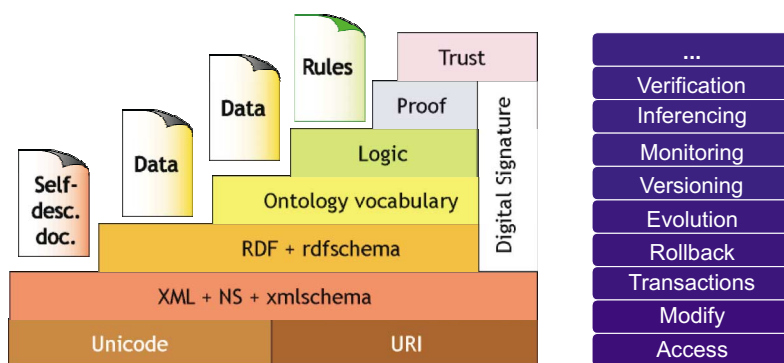 Rules
Trust
Data
Proof
Data
Logic
Self-
desc.
doc.
Ontology vocabulary
Digital Signature
RDF + rdfschema
XML + NS + xmlschema
Unicode
URI
...
Verification
Inferencing
Monitoring
Versioning
Evolution
Rollback
Transactions
Modify
Access